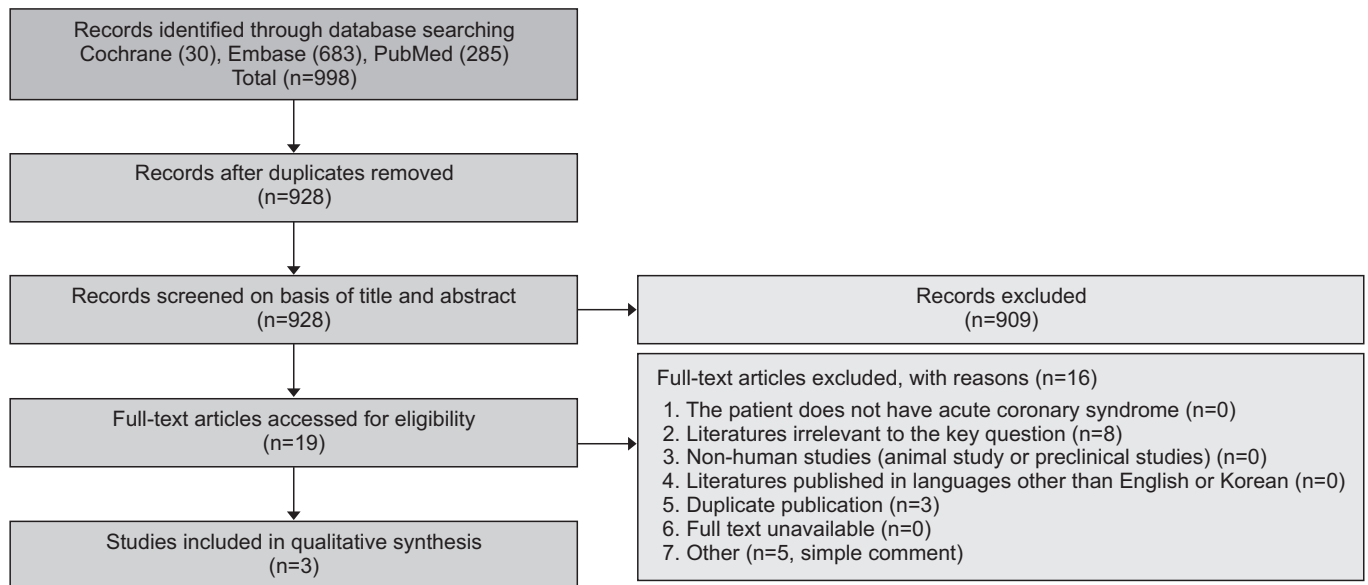 Records identified through database searching
Cochrane (30), Embase (683), PubMed (285)
Total (n=998)
Records after duplicates removed
(n=928)
Records screened on basis of title and abstract
(n=928)
Records excluded
(n=909)
Full-text articles accessed for eligibility
(n=19)
Full-text articles excluded, with reasons (n=16)
1. The patient does not have acute coronary syndrome (n=0)
2. Literatures irrelevant to the key question (n=8)
3. Non-human studies (animal study or preclinical studies) (n=0)
4. Literatures published in languages other than English or Korean (n=0)
5. Duplicate publication (n=3)
6. Full text unavailable (n=0)
7. Other (n=5, simple comment)
Studies included in qualitative synthesis
(n=3)